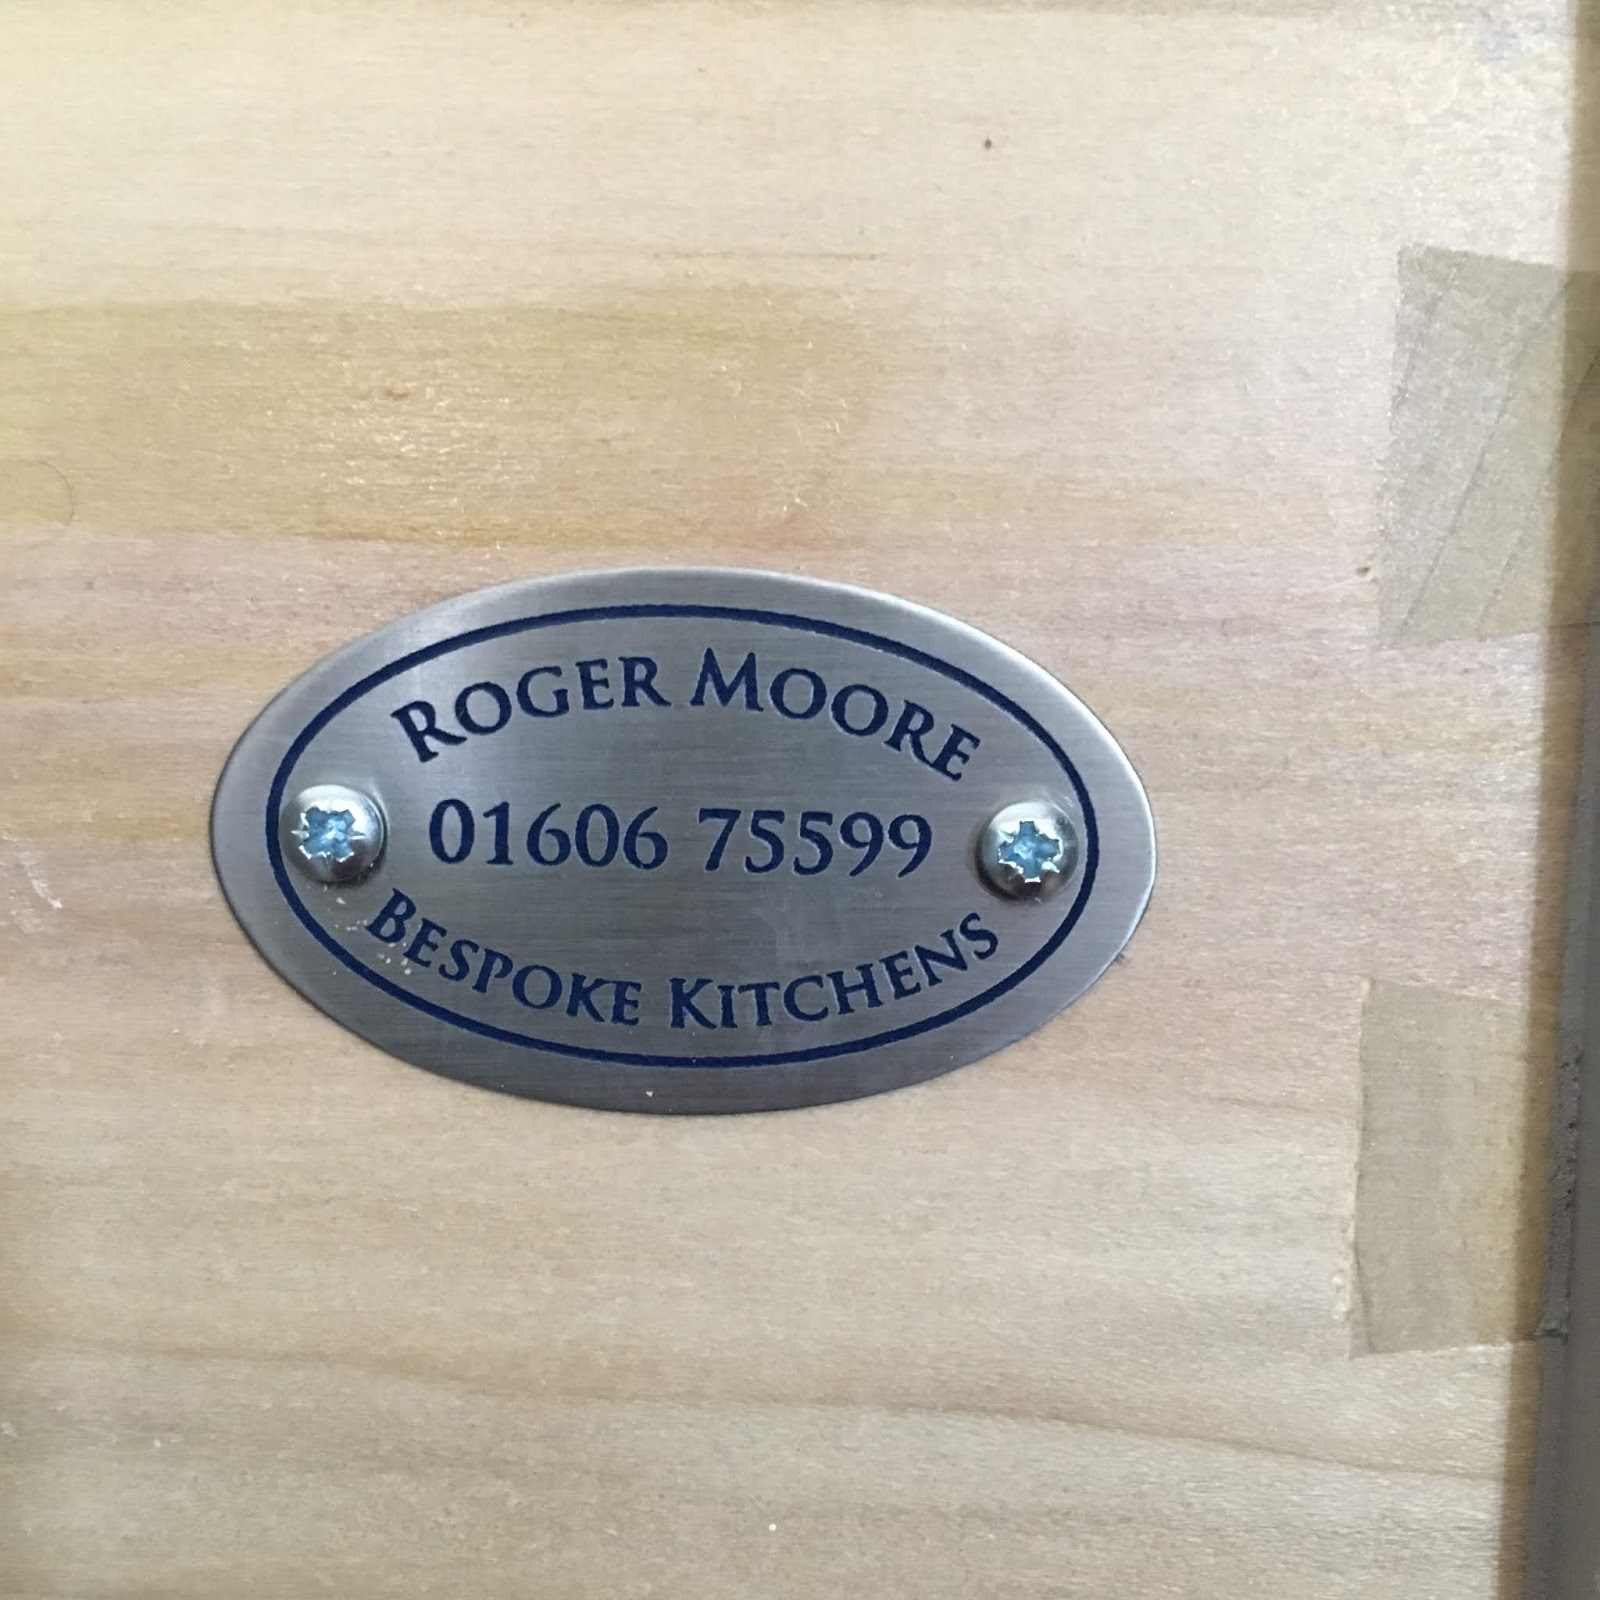 Roger Moore
01606 75599
Bespoke Kitchens